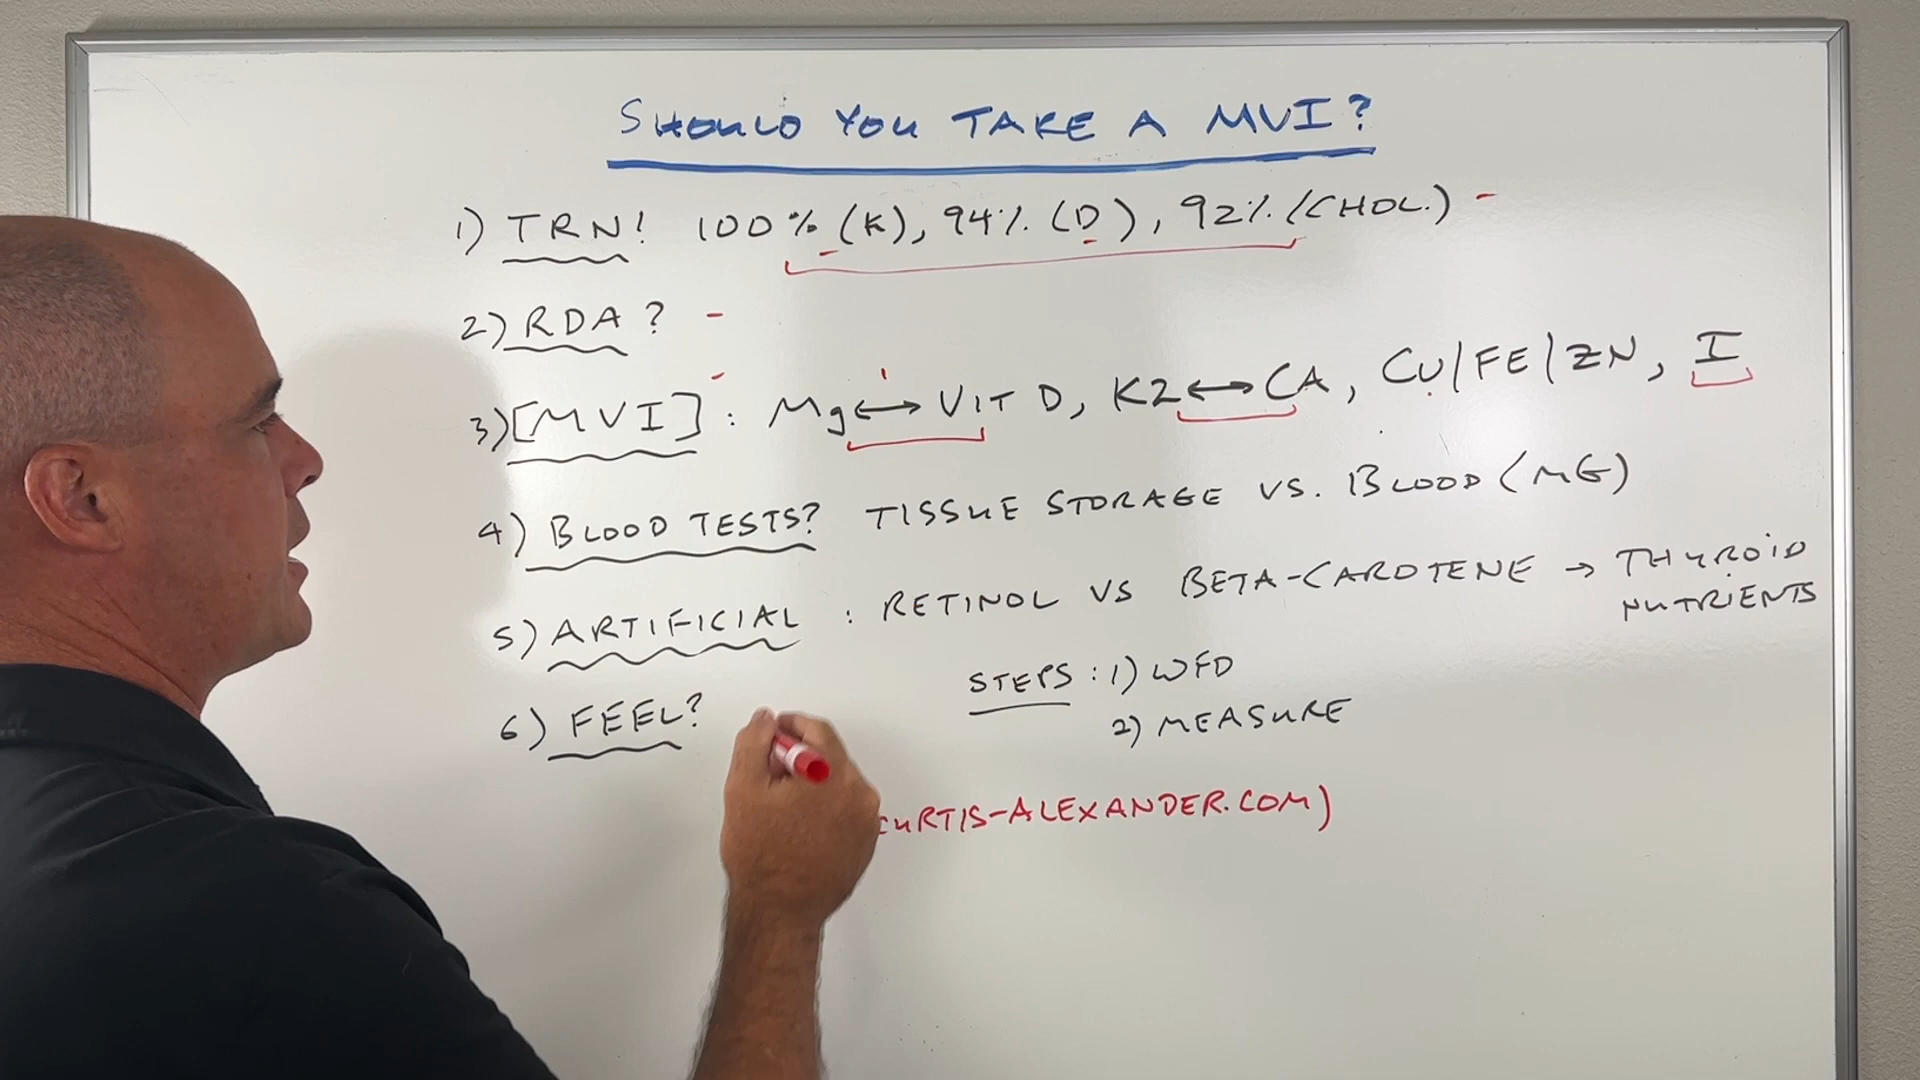 SHOULD YOU TAKE A MVI?
1) TRN! 100% (K), 94% (D), 92% (CHOL.) -
2) RDA? -
3) [MVI] : Mg↔VIT D, K2↔CA, CU/FE/ZN, I
4) BLOOD TESTS? TISSUE STORAGE VS. BLOOD (MG)
5) ARTIFICIAL : RETINOL VS BETA-CAROTENE → THYROID
NUTRIENTS
6) FEEL?
STEPS : 1) WFD
2) MEASURE
CURTIS-ALEXANDER.COM)